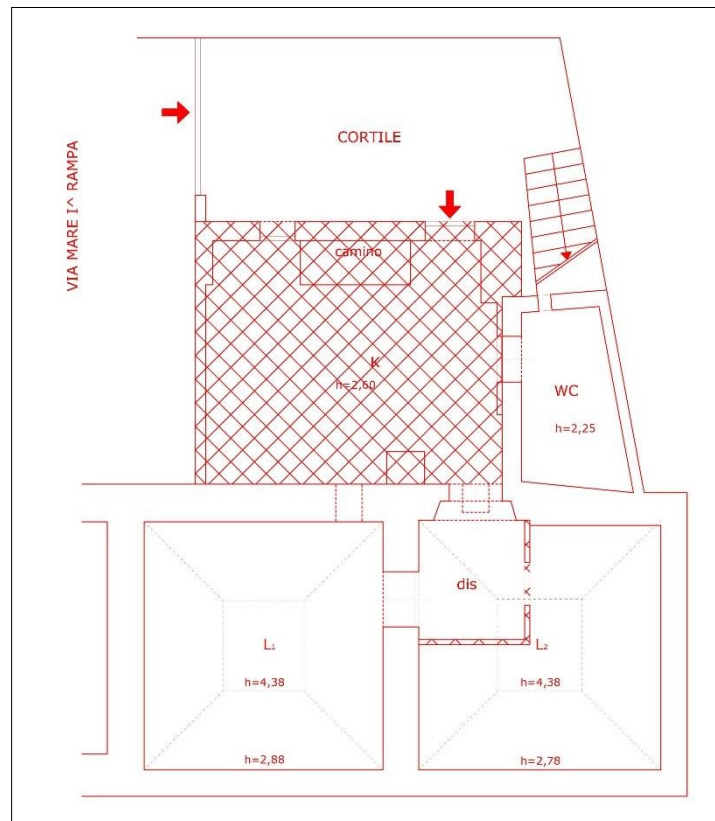 VIA MARE I^ RAMPA
CORTILE
camino
K
h=2,60
WC
h=2,25
dis
L1
L2
h=4,38
h=4,38
h=2,88
h=2,78